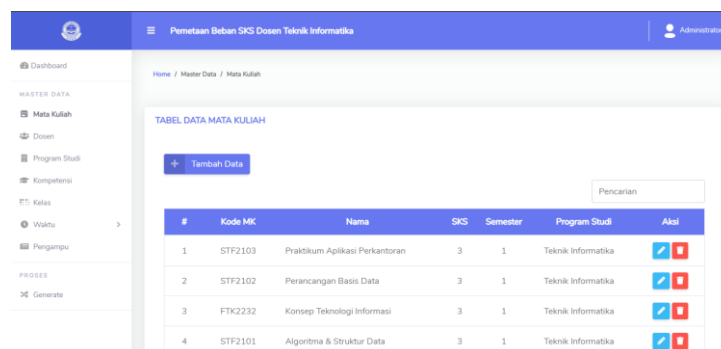 Pemetaan Beban SKS Dosen Teknik Informatika
Administrator
Dashboard
MASTER DATA
Mata Kuliah
Dosen
Program Studi
Kompetensi
Kelas
Waktu
Pengampu
PROSES
Generate
Home / Master Data / Mata Kuliah
TABEL DATA MATA KULIAH
+ Tambah Data
Pencarian
# Kode MK Nama SKS Semester Program Studi Aksi
1 STF2103 Praktikum Aplikasi Perkantoran 3 1 Teknik Informatika
2 STF2102 Perancangan Basis Data 3 1 Teknik Informatika
3 FTK2232 Konsep Teknologi Informasi 3 1 Teknik Informatika
4 STF2101 Algoritma & Struktur Data 3 1 Teknik Informatika